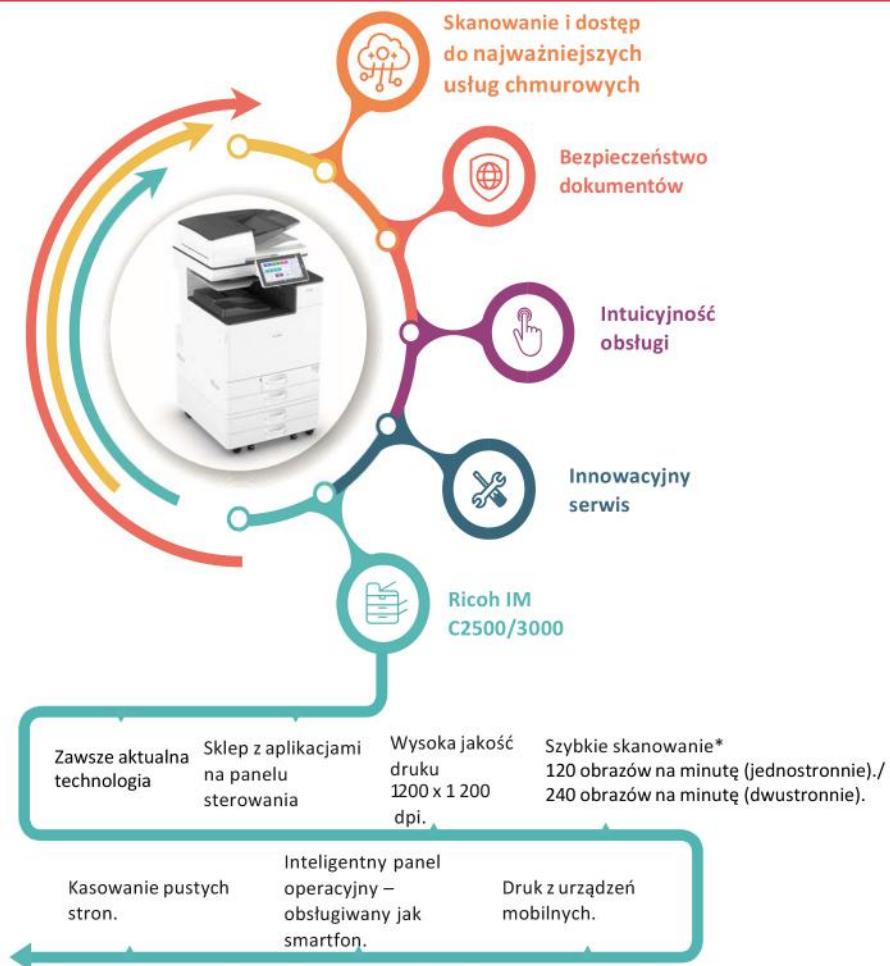 Skanowanie i dostęp
do najważniejszych
usług chmurowych
Bezpieczeństwo
dokumentów
Intuicyjność
obsługi
Innowacyjny
serwis
Ricoh IM
C2500/3000
Zawsze aktualna
technologia
Sklep z aplikacjami
na panelu
sterowania
Wysoka jakość
druku
1200 x 1 200
dpi.
Szybkie skanowanie*
120 obrazów na minutę (jednostronnie)./
240 obrazów na minutę (dwustronnie).
Kasowanie pustych
stron.
Inteligentny panel
operacyjny –
obsługiwany jak
smartfon.
Druk z urządzeń
mobilnych.